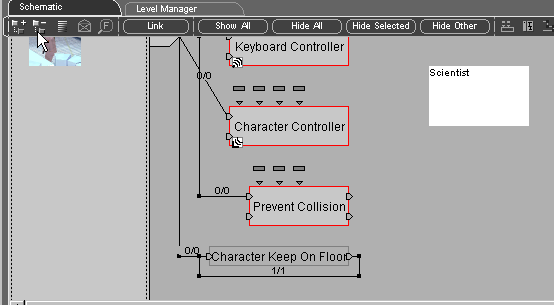 Schematic
Level Manager
Link
Show All
Hide All
Hide Selected
Hide Other
Keyboard Controller
0/0
Scientist
Character Controller
0/0
Prevent Collision
0/0
Character Keep On Floor
1/1